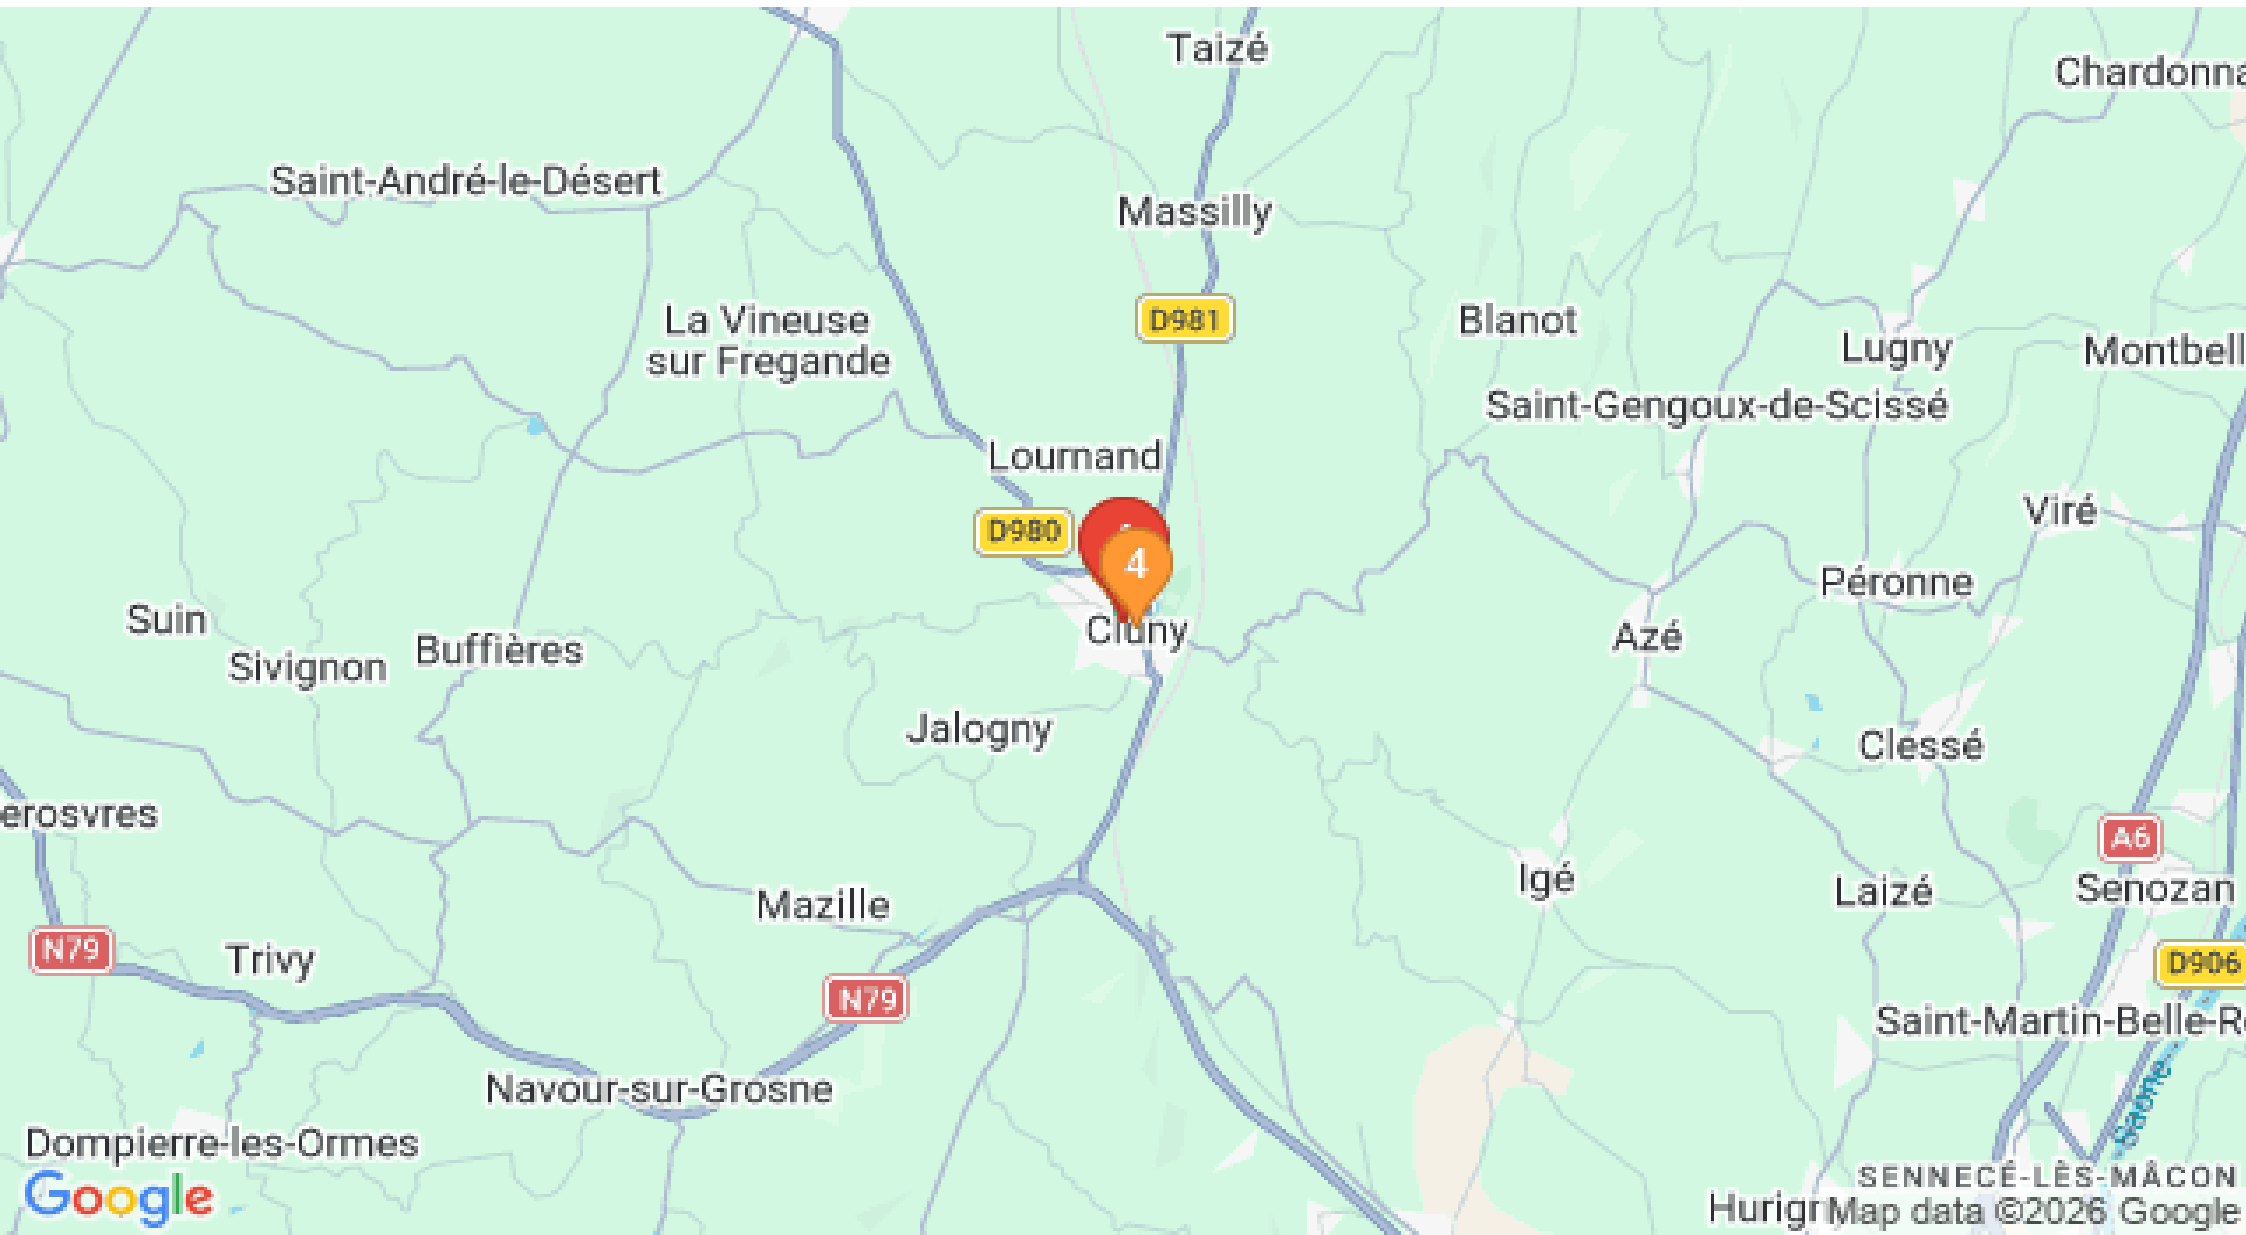 Taizé
Chardonna
Saint-André-le-Désert
Massilly
La Vineuse
sur Fregande
D981
Blanot
Lugny
Montbell
Saint-Gengoux-de-Scissé
Lournand
D980
Viré
4
Péronne
Suin
Cluny
Azé
Buffières
Sivignon
Jalogny
Clessé
erosvres
A6
Igé
Laizé
Senozan
Mazille
N79
Trivy
D906
N79
Saint-Martin-Belle-R
Navour-sur-Grosne
Saône
Dompierre-les-Ormes
SENNECÉ-LÈS-MÂCON
Google
Hurigr
Map data ©2026 Google